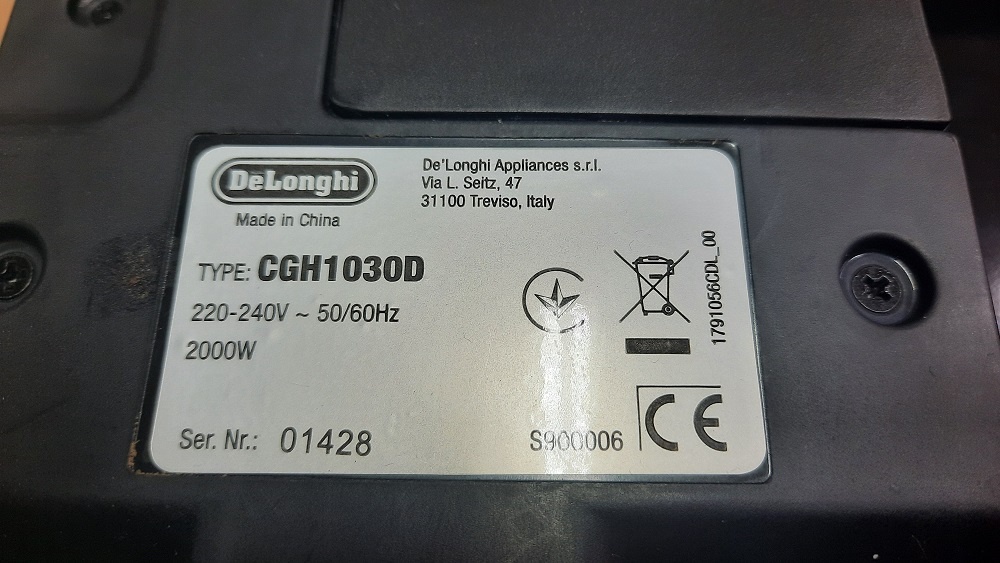 DeLonghi
Made in China
De'Longhi Appliances s.r.l.
Via L. Seitz, 47
31100 Treviso, Italy
TYPE: CGH1030D
220-240V ~ 50/60Hz
2000W
Ser. Nr.: 01428
S900006
CE
1791056CDL_00